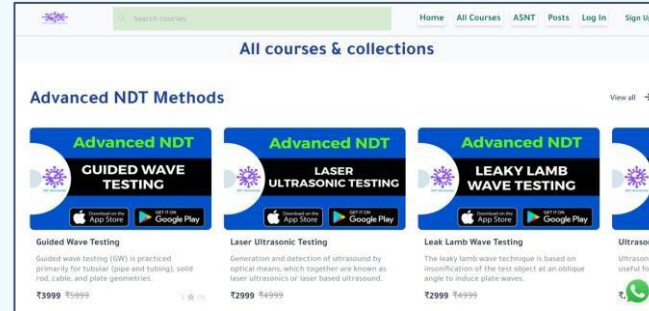 Search courses
Home All Courses ASNT Posts Log In Sign U
All courses & collections
Advanced NDT Methods
View all
Advanced NDT
GUIDED WAVE
TESTING
Download on the
App Store
GET IT ON
Google Play
Advanced NDT
LASER
ULTRASONIC TESTING
Download on the
App Store
GET IT ON
Google Play
Advanced NDT
LEAKY LAMB
WAVE TESTING
Download on the
App Store
GET IT ON
Google Play
Guided Wave Testing
Guided wave testing (GW) is practiced
primarily for tubular (pipe and tubing), solid
rod, cable, and plate geometries.
₹3999 ₹5999
5 (1)
Laser Ultrasonic Testing
Generation and detection of ultrasound by
optical means, which together are known as
laser ultrasonics or laser based ultrasound.
₹2999 ₹4999
Leak Lamb Wave Testing
The leaky lamb wave technique is based on
insonification of the test object at an oblique
angle to induce plate waves.
₹2999 ₹4999
Ultraso
Ultrason
useful fo